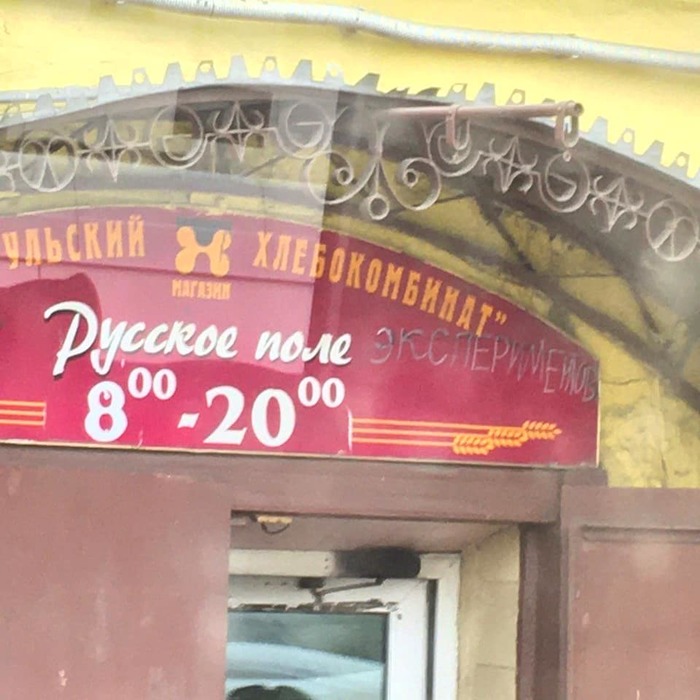 УЛЬСКИЙ ХЛЕБОКОМБИНАТ"
МАГАЗИН
Русское поле ЭКСПЕРИМЕНТОВ
8⁰⁰ - 20⁰⁰